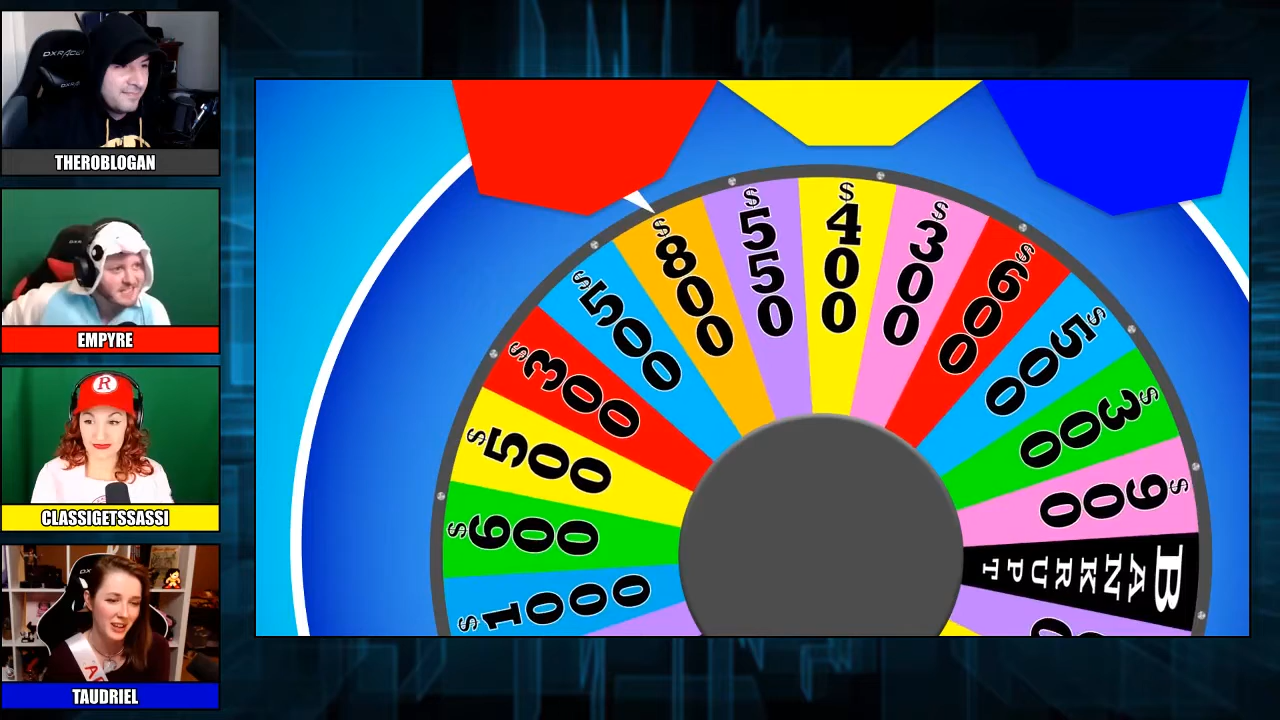 DXRACER
THEROBLOGAN
EMPYRE
R
CLASSIGETSSASSI
DX
A
TAUDRIEL
$1000
$600
$500
$300
$500
$800
$550
$400
$300
$600
$500
$300
$900
BANKRUPT